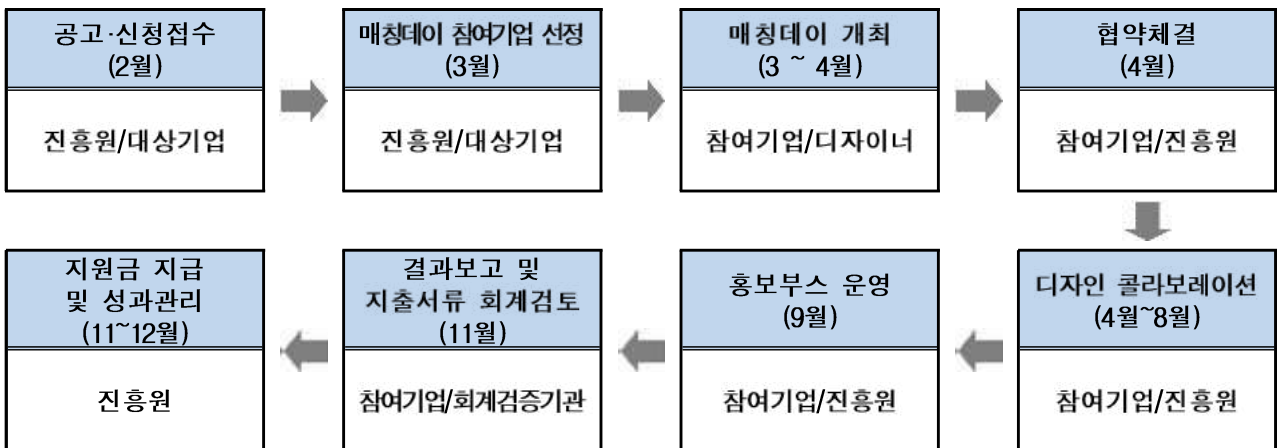 공고·신청접수
(2월)
진흥원/대상기업
매칭데이 참여기업 선정
(3월)
진흥원/대상기업
매칭데이 개최
(3 ~ 4월)
참여기업/디자이너
협약체결
(4월)
참여기업/진흥원
디자인 콜라보레이션
(4월~8월)
참여기업/진흥원
홍보부스 운영
(9월)
참여기업/진흥원
결과보고 및
지출서류 회계검토
(11월)
참여기업/회계검증기관
지원금 지급
및 성과관리
(11~12월)
진흥원